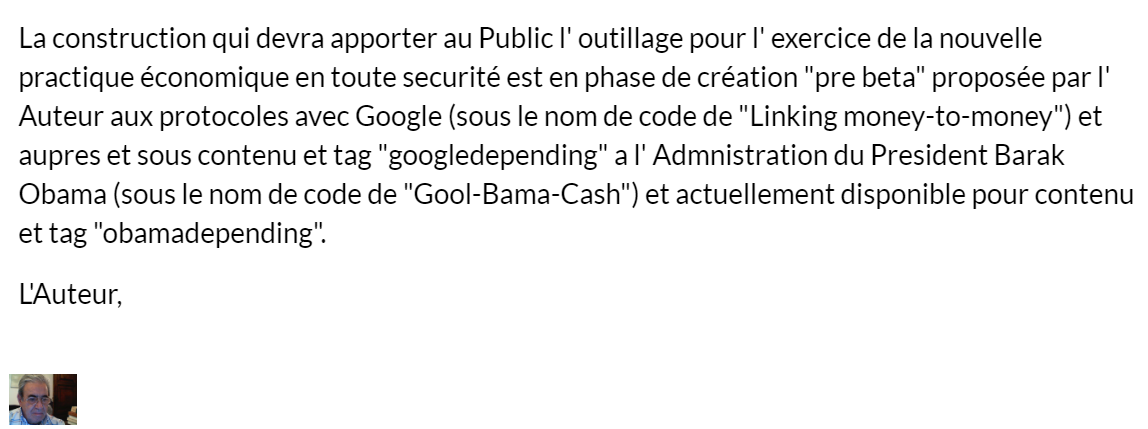 La construction qui devra apporter au Public l' outillage pour l' exercice de la nouvelle
practique économique en toute securité est en phase de création "pre beta" proposée par l'
Auteur aux protocoles avec Google (sous le nom de code de "Linking money-to-money") et
aupres et sous contenu et tag "googledepending" a l' Admnistration du President Barak
Obama (sous le nom de code de "Gool-Bama-Cash") et actuellement disponible pour contenu
et tag "obamadepending".
L'Auteur,